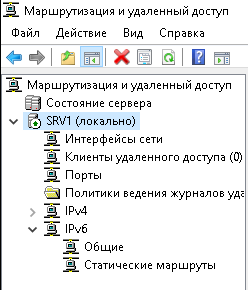 Маршрутизация и удаленный доступ
Файл Действие Вид Справка
Маршрутизация и удаленный доступ
Состояние сервера
SRV1 (локально)
Интерфейсы сети
Клиенты удаленного доступа (0)
Порты
Политики ведения журналов уда
IPv4
IPv6
Общие
Статические маршруты